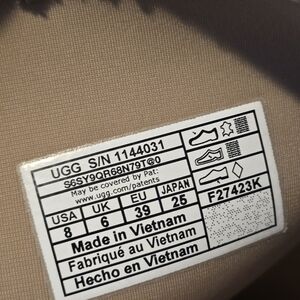 UGG S/N 1144031
S6SY9QR68N79T@0
May be covered by Pat:
www.ugg.com/patents
USA UK EU JAPAN
8 6 39 25
F27423K
Made in Vietnam
Fabriqué au Vietnam
Hecho en Vietnam